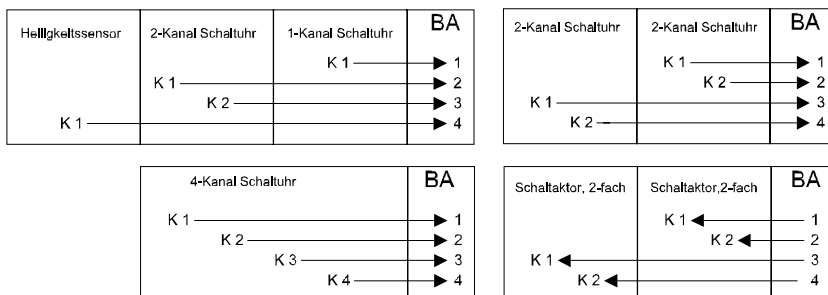 Helligkeitssensor 2-Kanal Schaltuhr 1-Kanal Schaltuhr BA
K 1 1
K 1 2
K 2 3
K 1 4
2-Kanal Schaltuhr 2-Kanal Schaltuhr BA
K 1 1
K 2 2
K 1 3
K 2 4
4-Kanal Schaltuhr BA
K 1 1
K 2 2
K 3 3
K 4 4
Schaltaktor, 2-fach Schaltaktor,2-fach BA
K 1 1
K 2 2
K 1 3
K 2 4